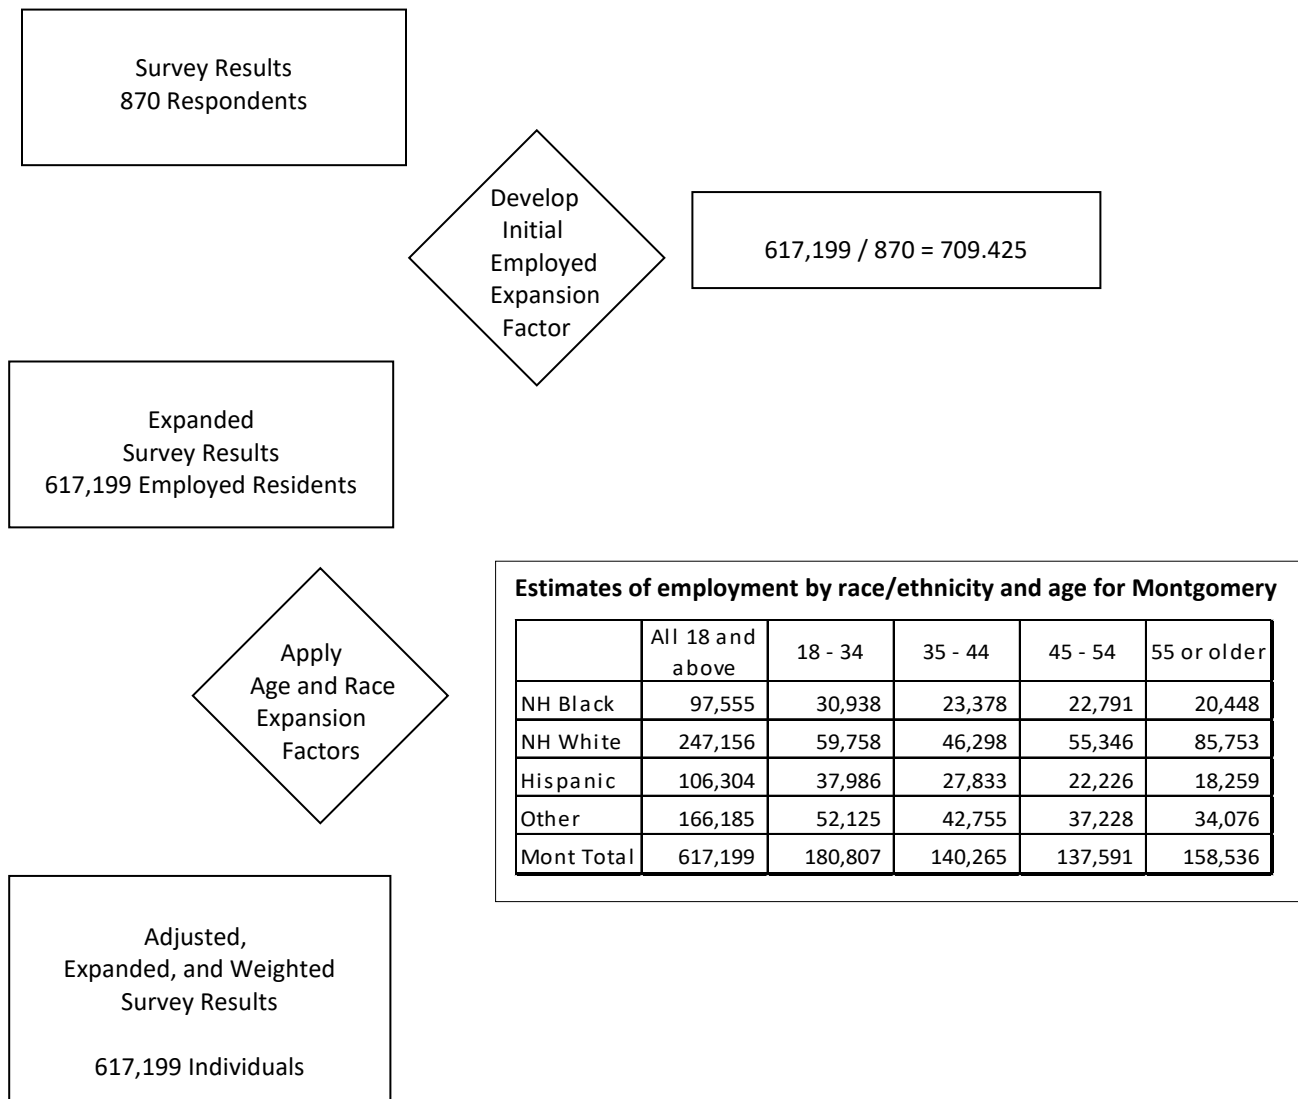 Survey Results
870 Respondents
Develop
Initial
Employed
Expansion
Factor
617,199 / 870 = 709.425
Expanded
Survey Results
617,199 Employed Residents
Apply
Age and Race
Expansion
Factors
Estimates of employment by race/ethnicity and age for Montgomery
All 18 and above 18 - 34 35 - 44 45 - 54 55 or older
NH Black 97,555 30,938 23,378 22,791 20,448
NH White 247,156 59,758 46,298 55,346 85,753
Hispanic 106,304 37,986 27,833 22,226 18,259
Other 166,185 52,125 42,755 37,228 34,076
Mont Total 617,199 180,807 140,265 137,591 158,536
Adjusted,
Expanded, and Weighted
Survey Results
617,199 Individuals